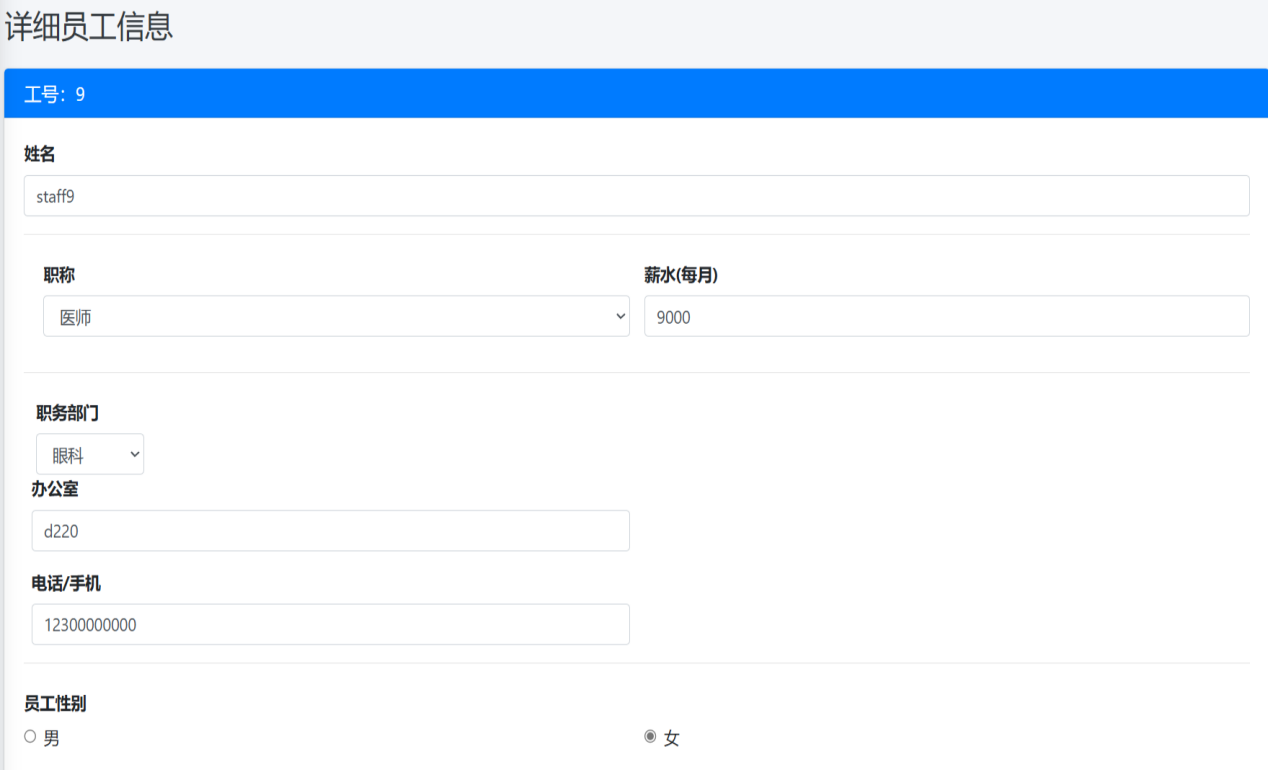 详细员工信息
工号：9
姓名
staff9
职称 薪水(每月)
医师 9000
职务部门
眼科
办公室
d220
电话/手机
12300000000
员工性别
男 女